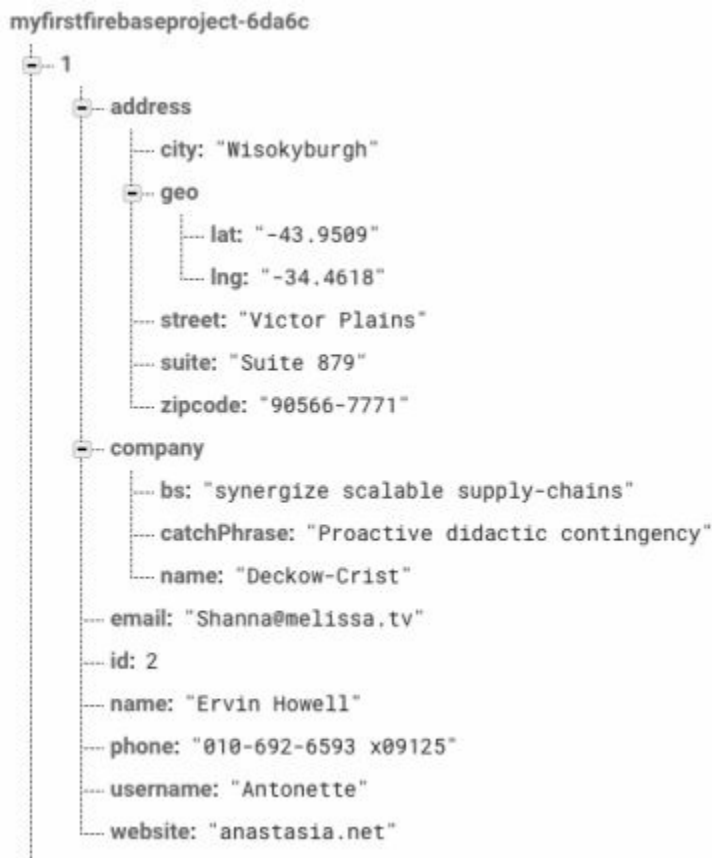 myfirstfirebaseproject-6da6c
1
address
city: "Wisokyburgh"
geo
lat: "-43.9509"
lng: "-34.4618"
street: "Victor Plains"
suite: "Suite 879"
zipcode: "90566-7771"
company
bs: "synergize scalable supply-chains"
catchPhrase: "Proactive didactic contingency"
name: "Deckow-Crist"
email: "Shanna@melissa.tv"
id: 2
name: "Ervin Howell"
phone: "010-692-6593 x09125"
username: "Antonette"
website: "anastasia.net"